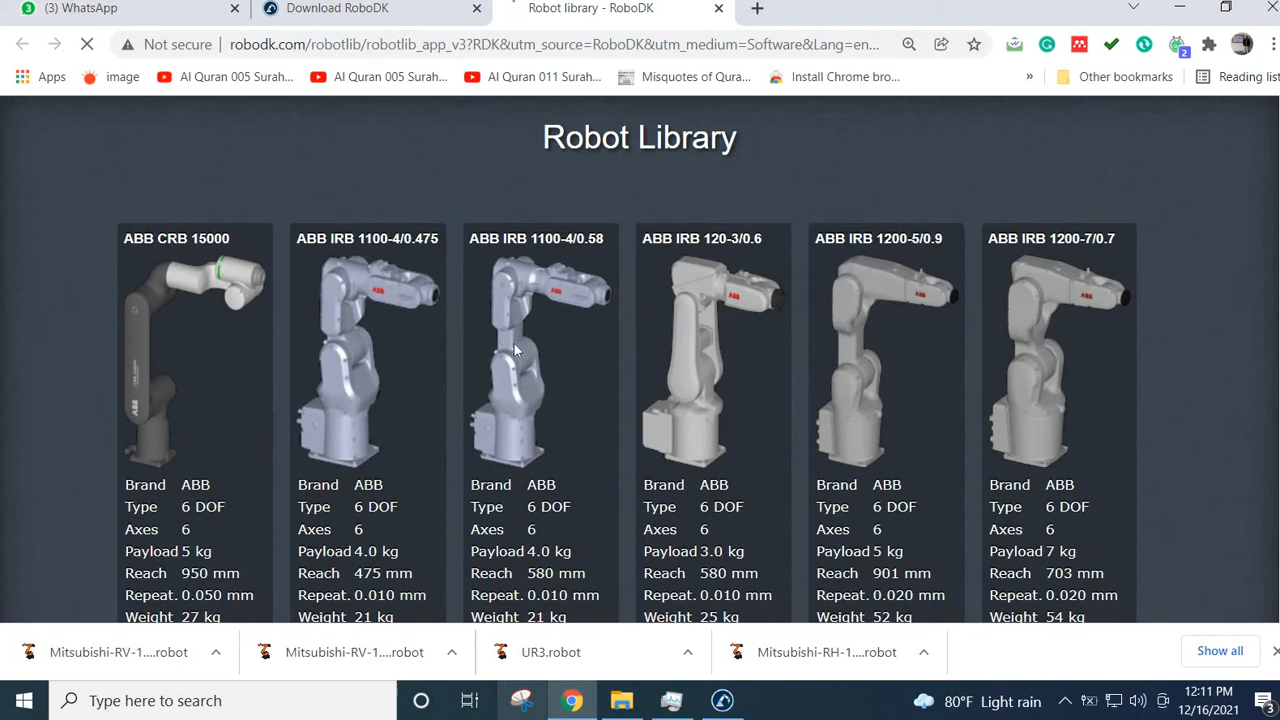 3 (3) WhatsApp
Download RoboDK
Robot library - RoboDK
Not secure robodk.com/robotlib/robotlib_app_v3?RDK&utm_source=RoboDK&utm_medium=Software&tlang=en...
2
Apps image Al Quran 005 Surah... Al Quran 005 Surah... Al Quran 011 Surah... Misquotes of Qura... Install Chrome bro... » Other bookmarks Reading list
Robot Library
ABB CRB 15000
Brand ABB
Type 6 DOF
Axes 6
Payload 5 kg
Reach 950 mm
Repeat. 0.050 mm
Weight 27 kg
ABB IRB 1100-4/0.475
ABB
Brand ABB
Type 6 DOF
Axes 6
Payload 4.0 kg
Reach 475 mm
Repeat. 0.010 mm
Weight 21 kg
ABB IRB 1100-4/0.58
ABB
Brand ABB
Type 6 DOF
Axes 6
Payload 4.0 kg
Reach 580 mm
Repeat. 0.010 mm
Weight 21 kg
ABB IRB 120-3/0.6
ABB
Brand ABB
Type 6 DOF
Axes 6
Payload 3.0 kg
Reach 580 mm
Repeat. 0.010 mm
Weight 25 kg
ABB IRB 1200-5/0.9
ABB
Brand ABB
Type 6 DOF
Axes 6
Payload 5 kg
Reach 901 mm
Repeat. 0.020 mm
Weight 52 kg
ABB IRB 1200-7/0.7
ABB
Brand ABB
Type 6 DOF
Axes 6
Payload 7 kg
Reach 703 mm
Repeat. 0.020 mm
Weight 54 kg
Mitsubishi-RV-1....robot
Mitsubishi-RV-1....robot
UR3.robot
Mitsubishi-RH-1....robot
Show all
Type here to search
80°F Light rain
12:11 PM
12/16/2021
3